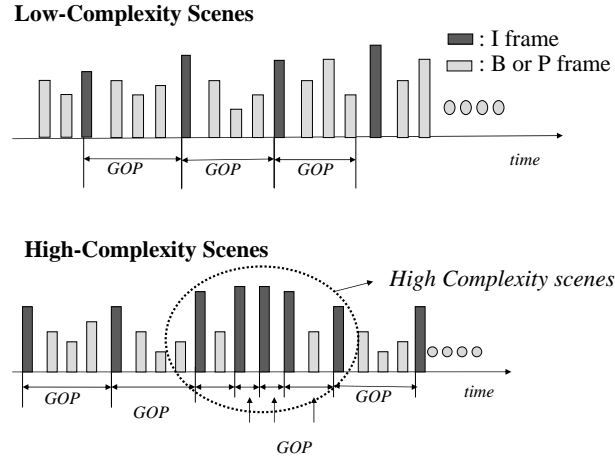 Low-Complexity Scenes
: I frame
: B or P frame
GOP
GOP
GOP
time
High-Complexity Scenes
High Complexity scenes
GOP
GOP
GOP
time
GOP